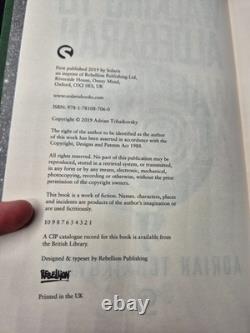 First published 2019 by Solaris
an imprint of Rebellion Publishing Ltd,
Riverside House, Osney Mead,
Oxford, OX2 0ES, UK
www.solarisbooks.com
ISBN: 978-1-78108-706-0
Copyright © 2019 Adrian Tchaikovsky
The right of the author to be identified as the author
of this work has been asserted in accordance with the
Copyright, Designs and Patents Act 1988.
All rights reserved. No part of this publication may be
reproduced, stored in a retrieval system, or transmitted,
in any form or by any means, electronic, mechanical,
photocopying, recording or otherwise, without the prior
permission of the copyright owners.
This book is a work of fiction. Names, characters, places
and incidents are products of the author's imagination or
are used fictitiously.
10 9 8 7 6 5 4 3 2 1
A CIP catalogue record for this book is available from
the British Library.
Designed & typeset by Rebellion Publishing
REBELLION
Printed in the UK
ADRIAN TC
ebay.co.uk